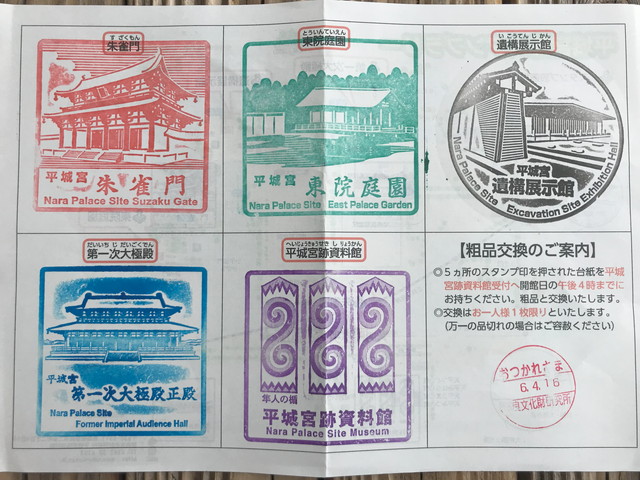 すざくもん
朱雀門
平城宮 朱雀門
Nara Palace Site Suzaku Gate
とういんていえん
東院庭園
平城宮 東院庭園
Nara Palace Site East Palace Garden
いこうてんじかん
遺構展示館
平城宮
遺構展示館
Nara Palace Site Excavation Site Exhibition Hall
だいいちじだいごくでん
第一次大極殿
平城宮 第一次大極殿正殿
Nara Palace Site
Former Imperial Audience Hall
へいじょうきゅうせきしりょうかん
平城宮跡資料館
隼人の楯
平城宮跡資料館
Nara Palace Site Museum
【粗品交換のご案内】
◎5ヵ所のスタンプ印を押された台紙を平城
宮跡資料館受付へ開館日の午後4時までに
お持ちください。粗品と交換いたします。
◎交換はお一人様1枚限りといたします。
(万一の品切れの場合はご容赦ください)
おつかれさま
6.4.16
文化財研究所